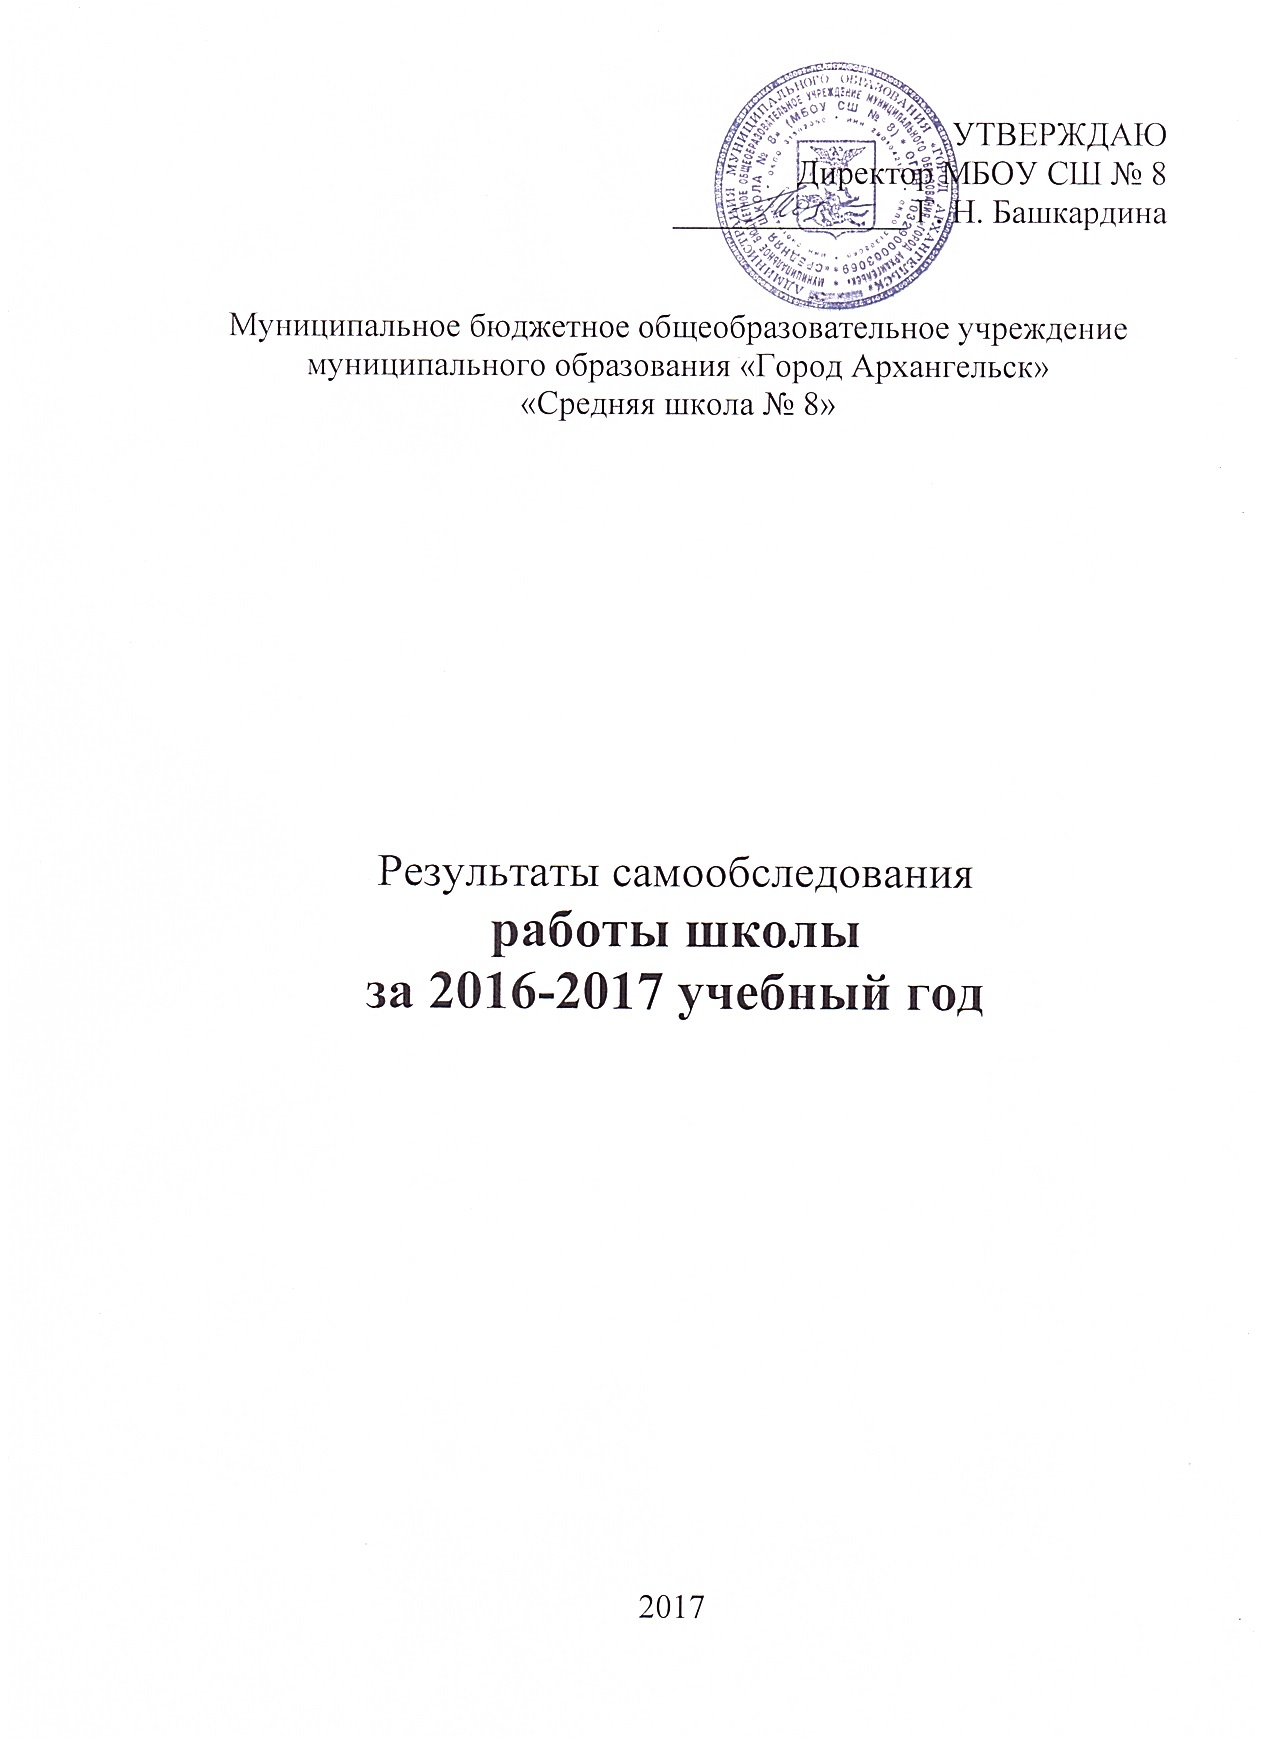 УТВЕРЖДАЮ
Директор МБОУ СШ № 8
Н. Башкардина
Муниципальное бюджетное общеобразовательное учреждение
муниципального образования «Город Архангельск»
«Средняя школа № 8»
Результаты самообследования
работы школы
за 2016-2017 учебный год
2017